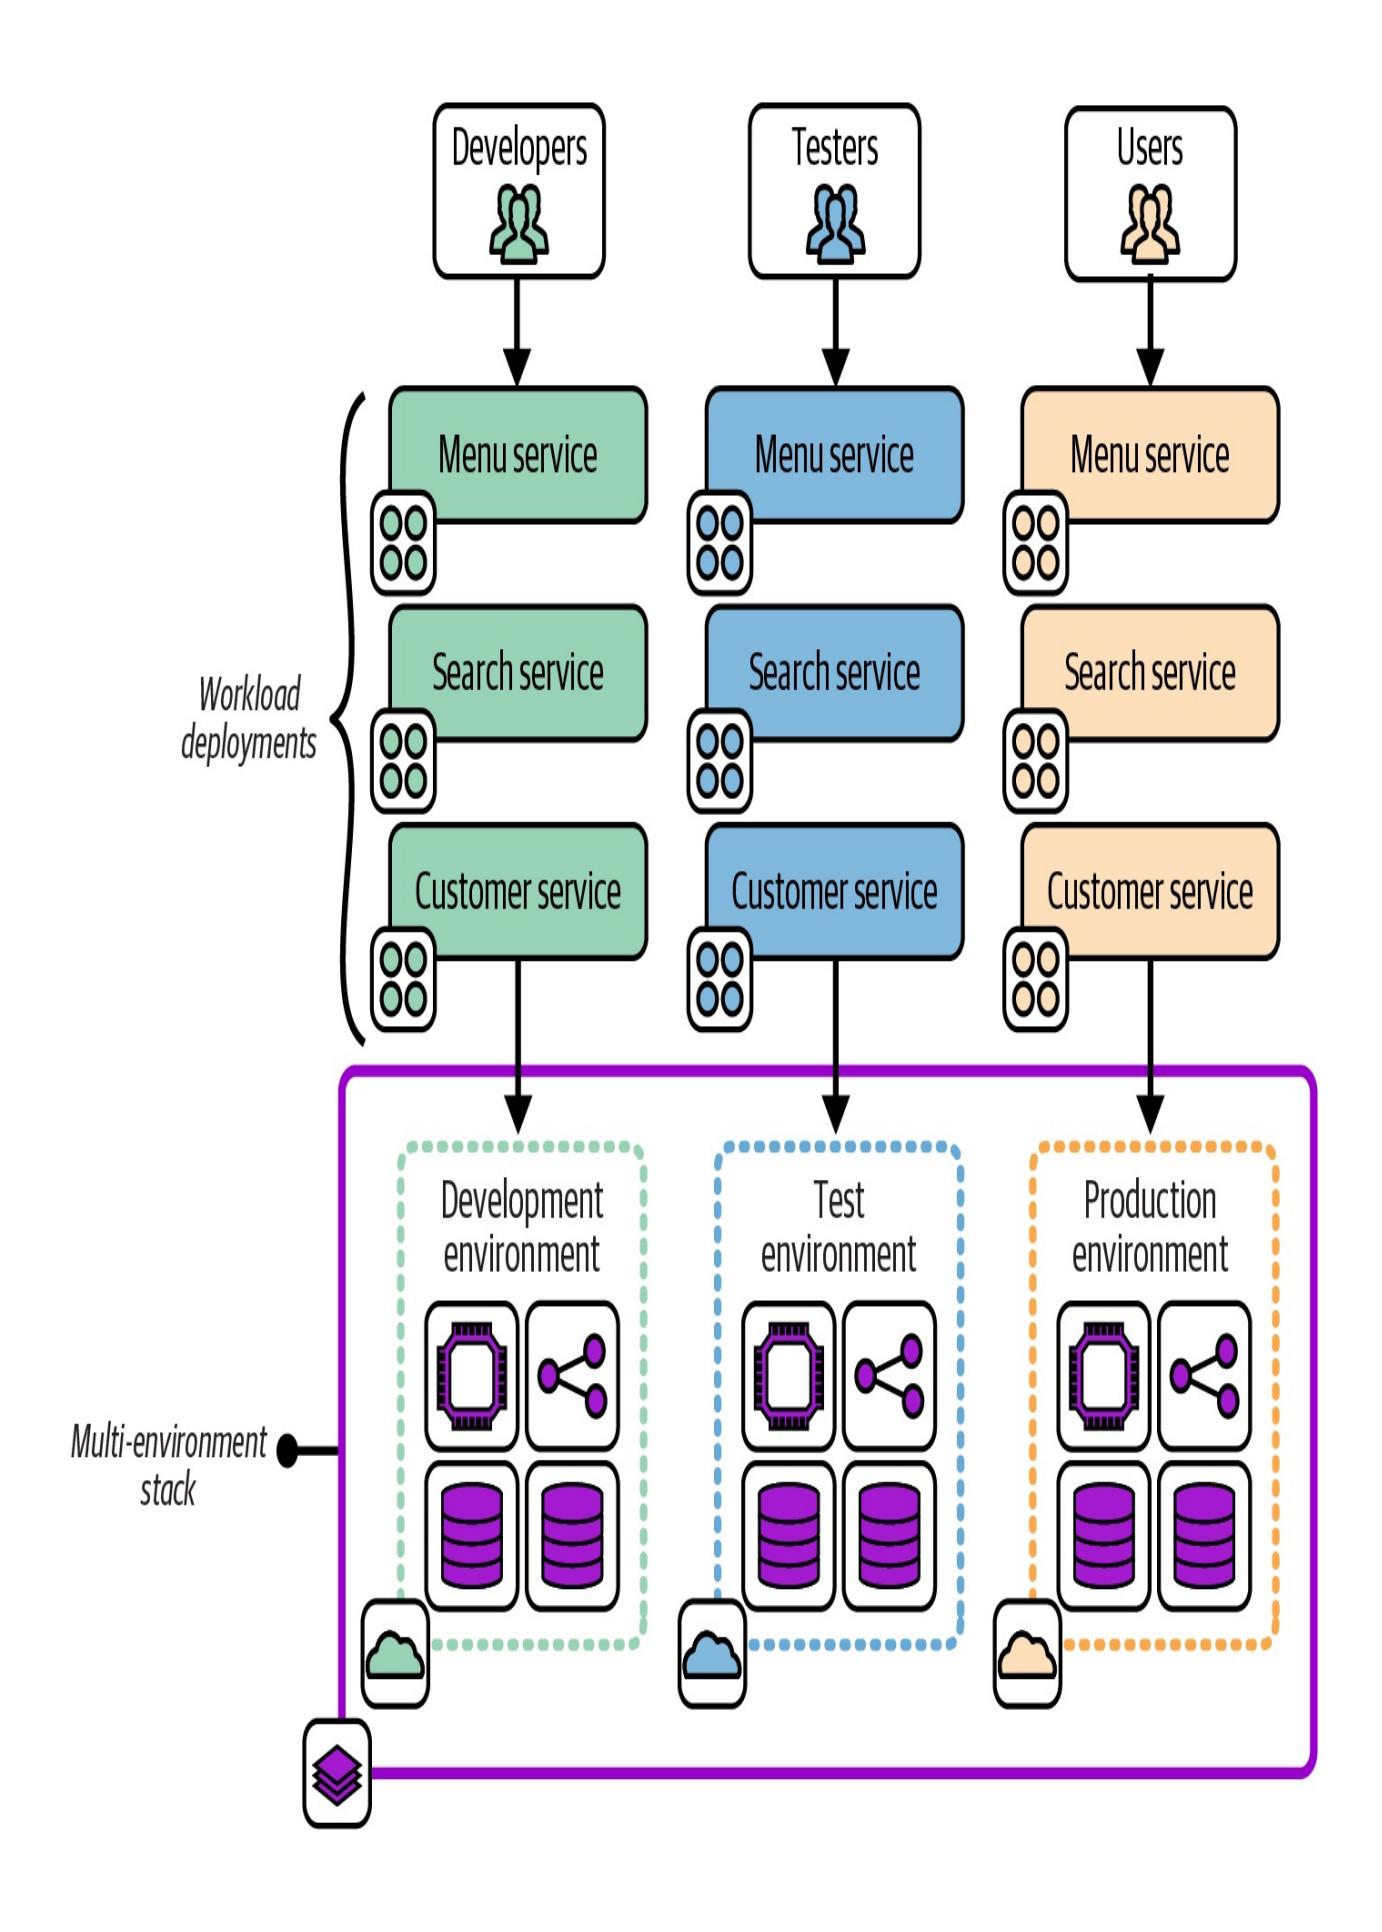 Developers
Testers
Users
Menu service
Menu service
Menu service
Search service
Search service
Search service
Workload
deployments
Customer service
Customer service
Customer service
Development
environment
Test
environment
Production
environment
Multi-environment
stack